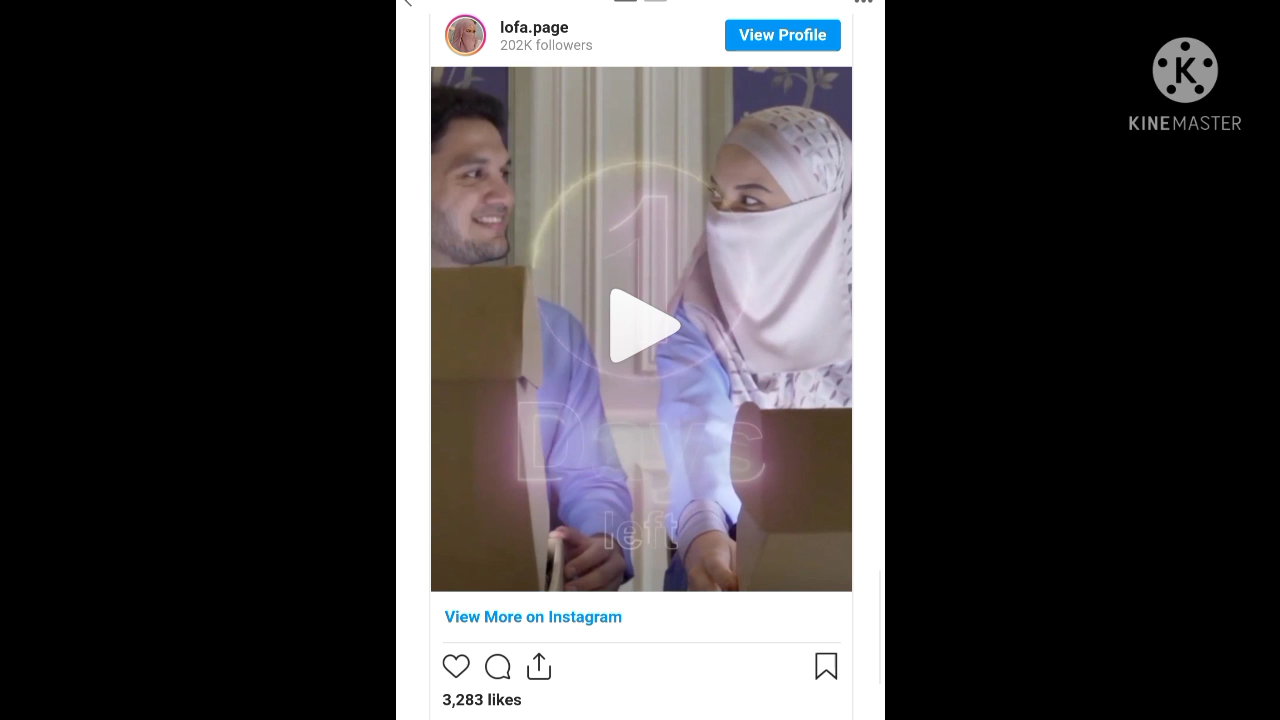 lofa.page
202K followers
View Profile
K
KINEMASTER
1
Days
left
View More on Instagram
3,283 likes